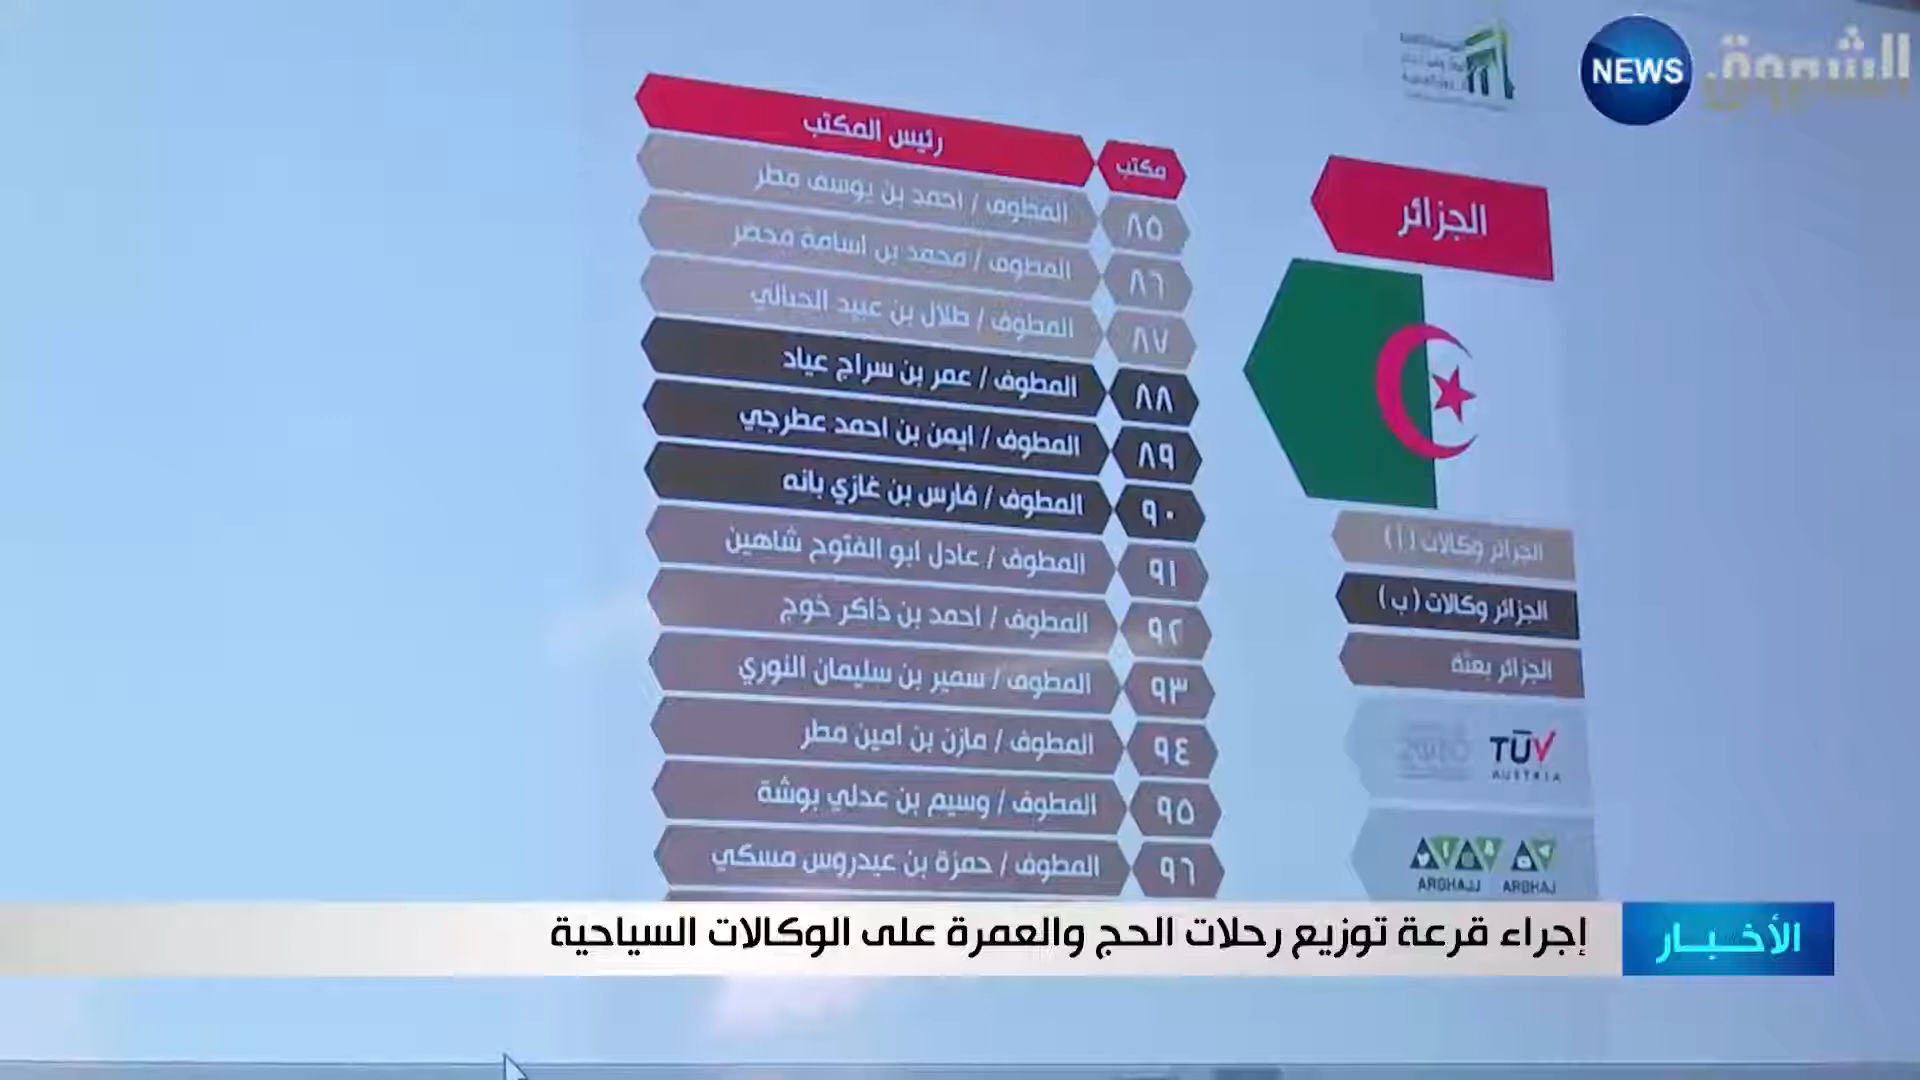 NEWS الشروق
الجزائر
مكتب رئيس المكتب
٨٥ المطوف / احمد بن يوسف مطر
٨٦ المطوف / محمد بن اسامة محضر
٨٧ المطوف / طلال بن عبيد الحبالي
٨٨ المطوف / عمر بن سراج عياد
٨٩ المطوف / ايمن بن احمد عطرجي
٩٠ المطوف / فارس بن غازي بانه
٩١ المطوف / عادل ابو الفتوح شاهين
٩٢ المطوف / احمد بن ذاكر خوج
٩٣ المطوف / سمير بن سليمان النوري
٩٤ المطوف / مازن بن امين مطر
٩٥ المطوف / وسيم بن عدلي بوشة
٩٦ المطوف / حمزة بن عيدروس مسكي
الجزائر وكالات (أ)
الجزائر وكالات (ب)
الجزائر بعثة
TÜV
AUSTRIA
ARGHAJJ ARGHAJ
الأخبار
إجراء قرعة توزيع رحلات الحج والعمرة على الوكالات السياحية